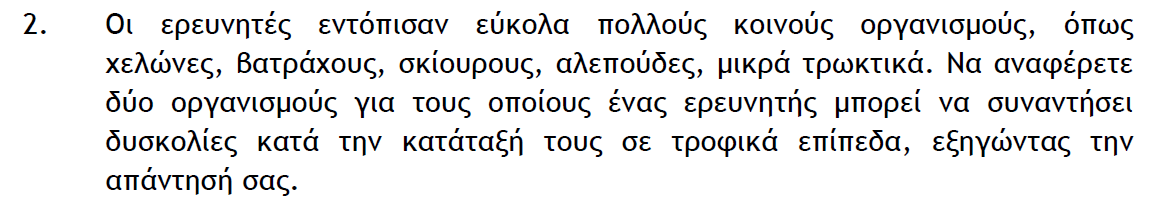 2. Οι ερευνητές εντόπισαν εύκολα πολλούς κοινούς οργανισμούς, όπως
χελώνες, βατράχους, σκίουρους, αλεπούδες, μικρά τρωκτικά. Να αναφέρετε
δύο οργανισμούς για τους οποίους ένας ερευνητής μπορεί να συναντήσει
δυσκολίες κατά την κατάταξή τους σε τροφικά επίπεδα, εξηγώντας την
απάντησή σας.